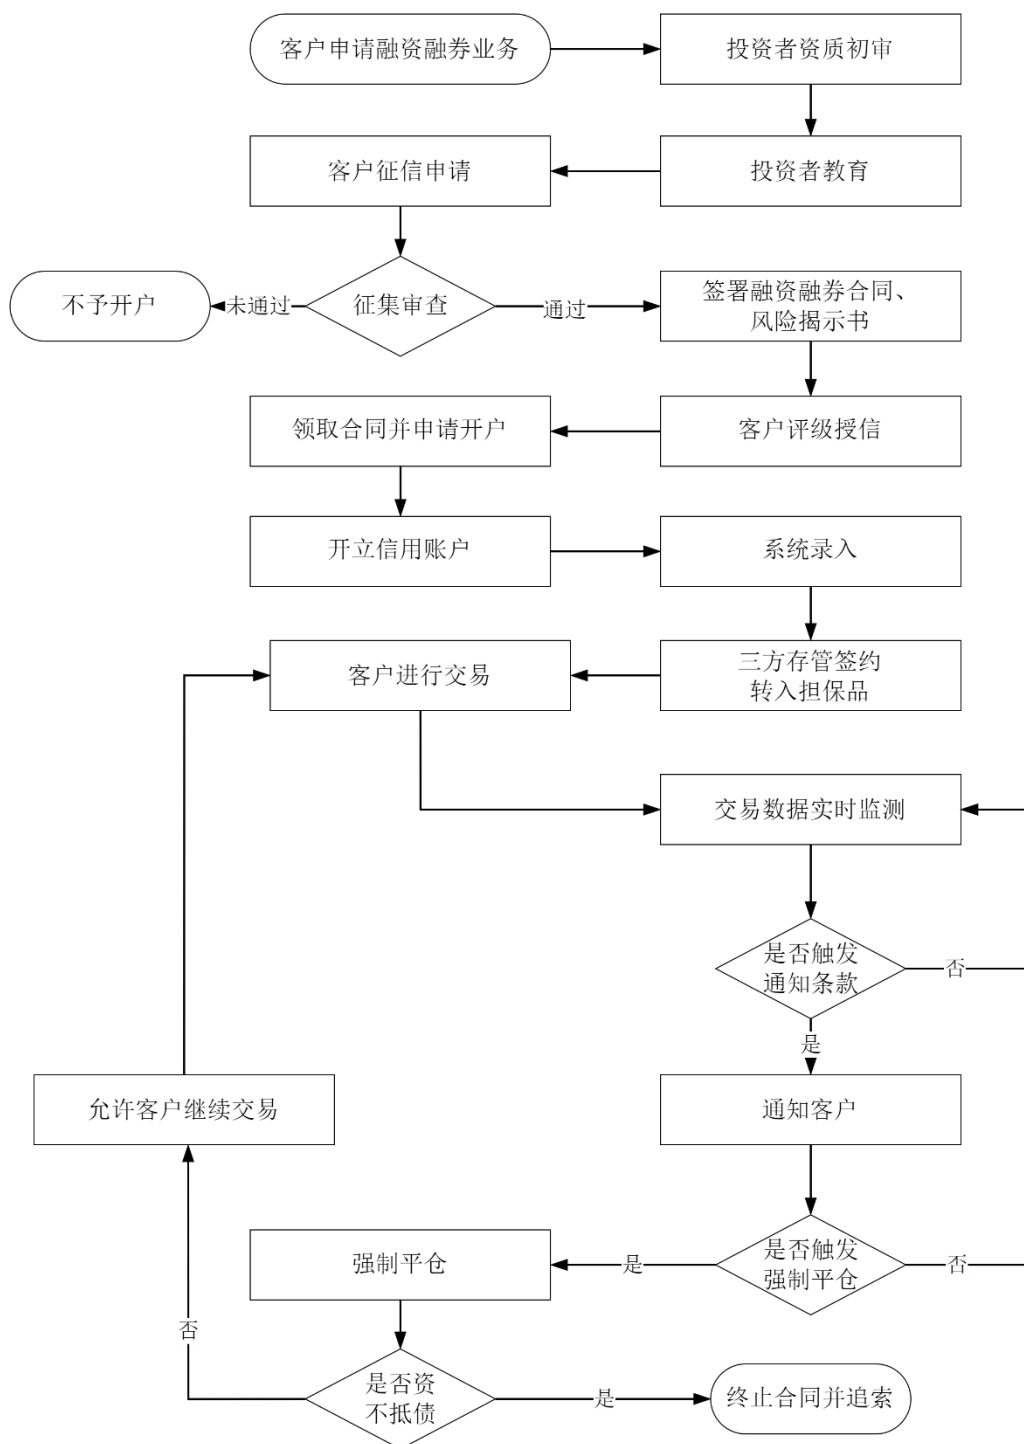 客户申请融资融券业务
投资者资质初审
客户征信申请
投资者教育
不予开户
未通过
征集审查
通过
签署融资融券合同、
风险揭示书
领取合同并申请开户
客户评级授信
开立信用账户
系统录入
客户进行交易
三方存管签约
转入担保品
交易数据实时监测
是否触发
通知条款
否
是
允许客户继续交易
通知客户
强制平仓
是
是否触发
强制平仓
否
否
是否资
不抵债
是
终止合同并追索